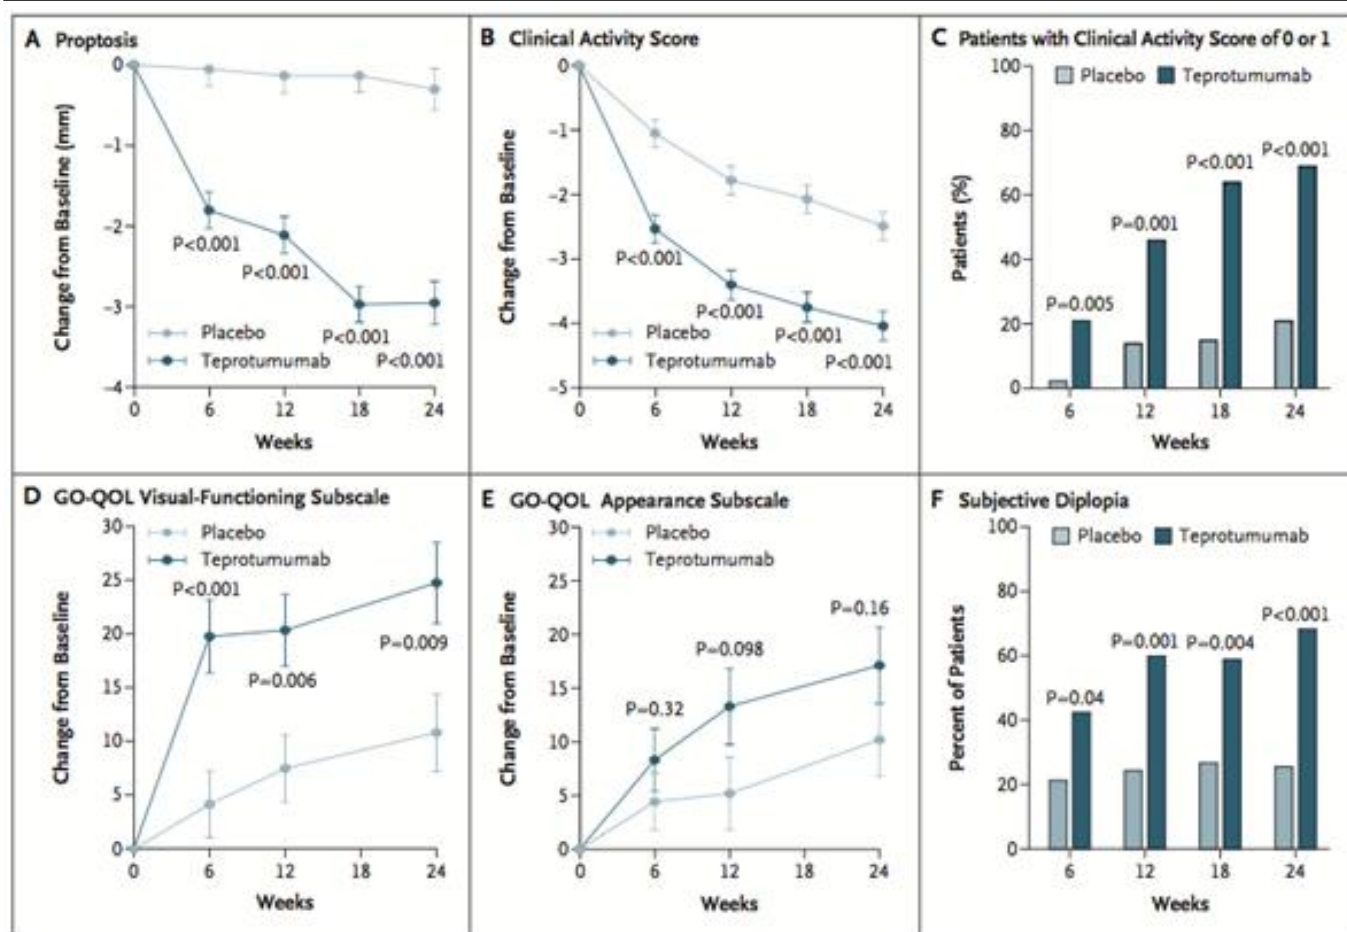 A Proptosis
0
−1
−2
−3
−4
Change from Baseline (mm)
P<0.001
P<0.001
P<0.001
P<0.001
Placebo
Teprotumumab
0 6 12 18 24
Weeks
B Clinical Activity Score
0
−1
−2
−3
−4
−5
Change from Baseline
P<0.001
P<0.001
P<0.001
P<0.001
Placebo
Teprotumumab
0 6 12 18 24
Weeks
C Patients with Clinical Activity Score of 0 or 1
Placebo Teprotumumab
100
80
60
40
20
0
Patients (%)
P=0.005
P=0.001
P<0.001
P<0.001
6 12 18 24
Weeks
D GO-QOL Visual-Functioning Subscale
Placebo
Teprotumumab
30
25
20
15
10
5
0
Change from Baseline
P<0.001
P=0.006
P=0.009
0 6 12 18 24
Weeks
E GO-QOL Appearance Subscale
Placebo
Teprotumumab
30
25
20
15
10
5
0
Change from Baseline
P=0.32
P=0.098
P=0.16
0 6 12 18 24
Weeks
F Subjective Diplopia
Placebo Teprotumumab
100
80
60
40
20
0
Percent of Patients
P=0.04
P=0.001
P=0.004
P<0.001
6 12 18 24
Weeks